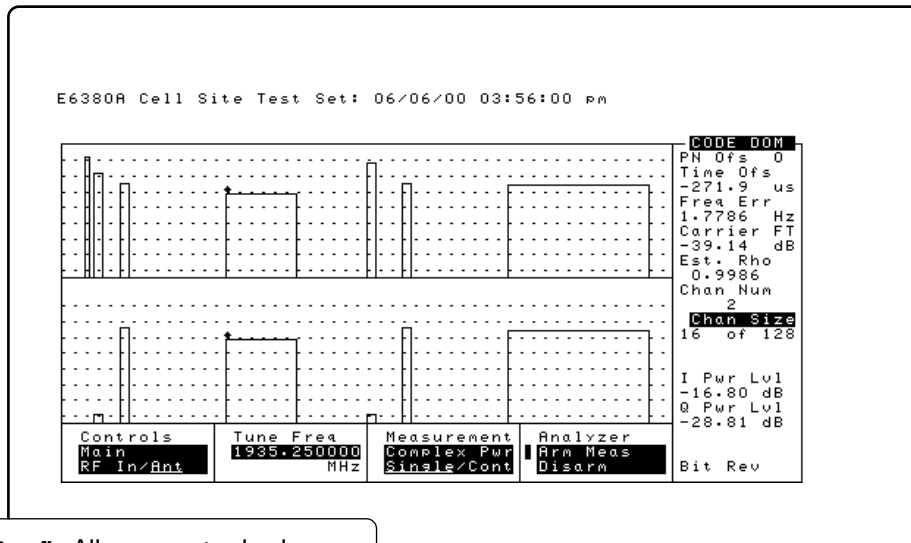 E6380A Cell Site Test Set: 06/06/00 03:56:00 pm
CODE DOM
PN Ofs 0
Time Ofs
-271.9 us
Freq Err
1.7786 Hz
Carrier FT
-39.14 dB
Est. Rho
0.9986
Chan Num
2
Chan Size
16 of 128
I Pwr Lvl
-16.80 dB
Q Pwr Lvl
-28.81 dB
Bit Rev
Controls
Main
RF In/Ant
Tune Freq
1935.250000
MHz
Measurement
Complex Pwr
Single/Cont
Analyzer
Arm Meas
Disarm